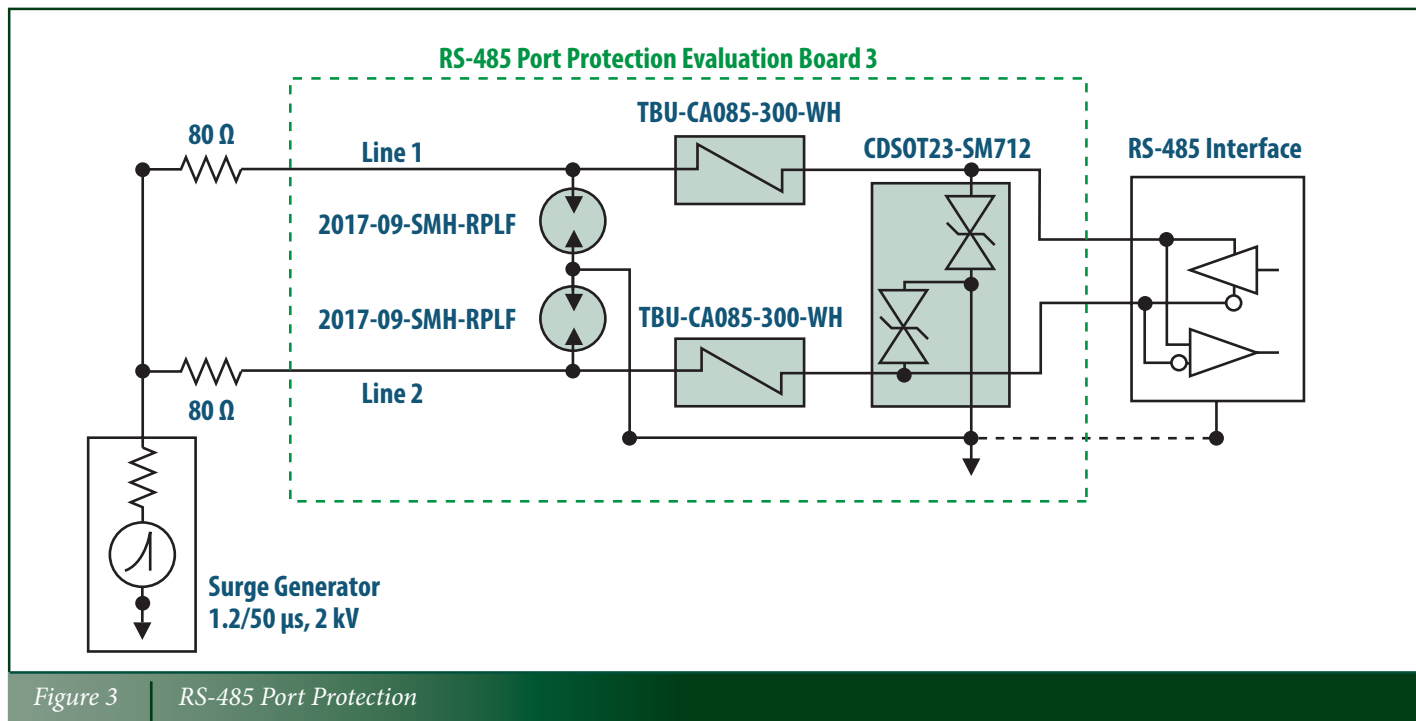 RS-485 Port Protection Evaluation Board 3
TBU-CA085-300-WH
80 Ω
CDSOT23-SM712
RS-485 Interface
Line 1
2017-09-SMH-RPLF
2017-09-SMH-RPLF
TBU-CA085-300-WH
Line 2
80 Ω
Surge Generator
1.2/50 µs, 2 kV
Figure 3 RS-485 Port Protection